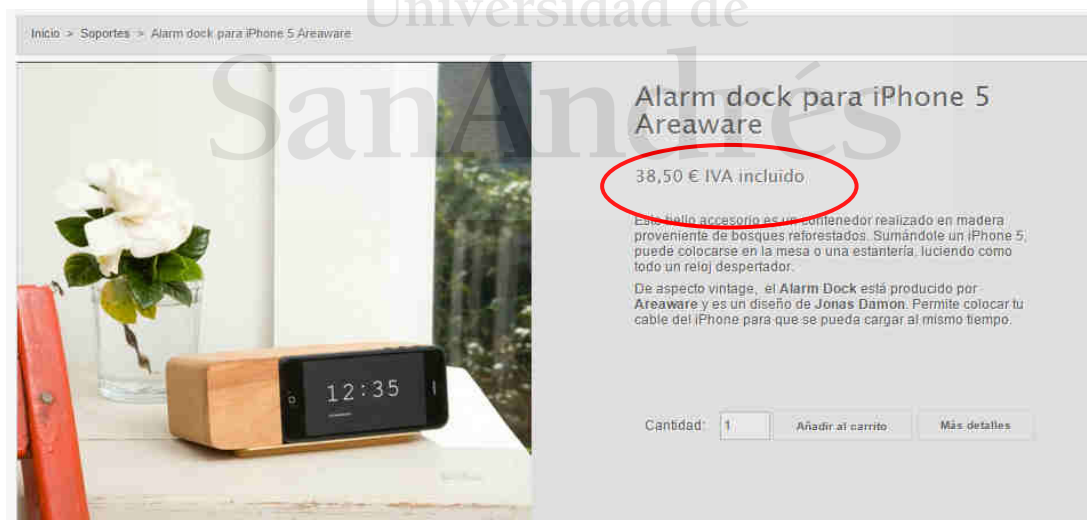 Universidad de
SanAndrés
Inicio > Soportes > Alarm dock para iPhone 5 Areaware
Alarm dock para iPhone 5
Areaware
38,50 € IVA incluido
Este bello accesorio es un contenedor realizado en madera
proveniente de bosques reforestados. Sumándole un iPhone 5,
puede colocarse en la mesa o una estantería, luciendo como
todo un reloj despertador.
De aspecto vintage, el Alarm Dock está producido por
Areaware y es un diseño de Jonas Damon. Permite colocar tu
cable del iPhone para que se pueda cargar al mismo tiempo.
12:35
Cantidad: 1 Añadir al carrito Más detalles